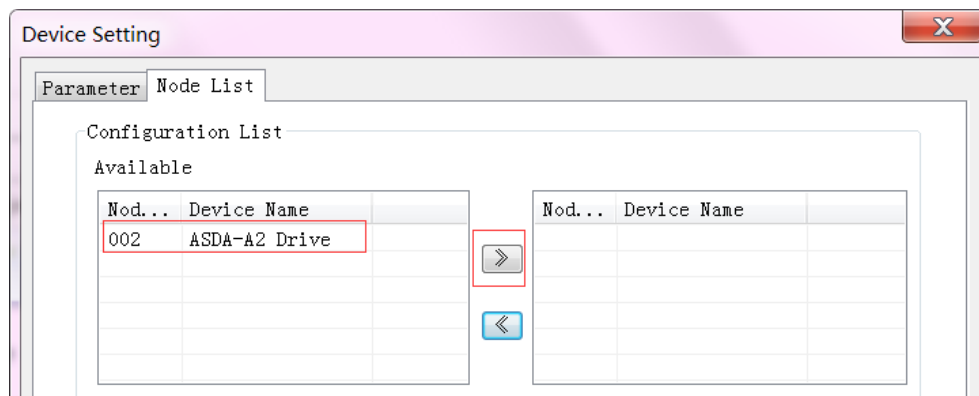 Device Setting
Parameter Node List
Configuration List
Available
Nod... Device Name Nod... Device Name
002 ASDA-A2 Drive